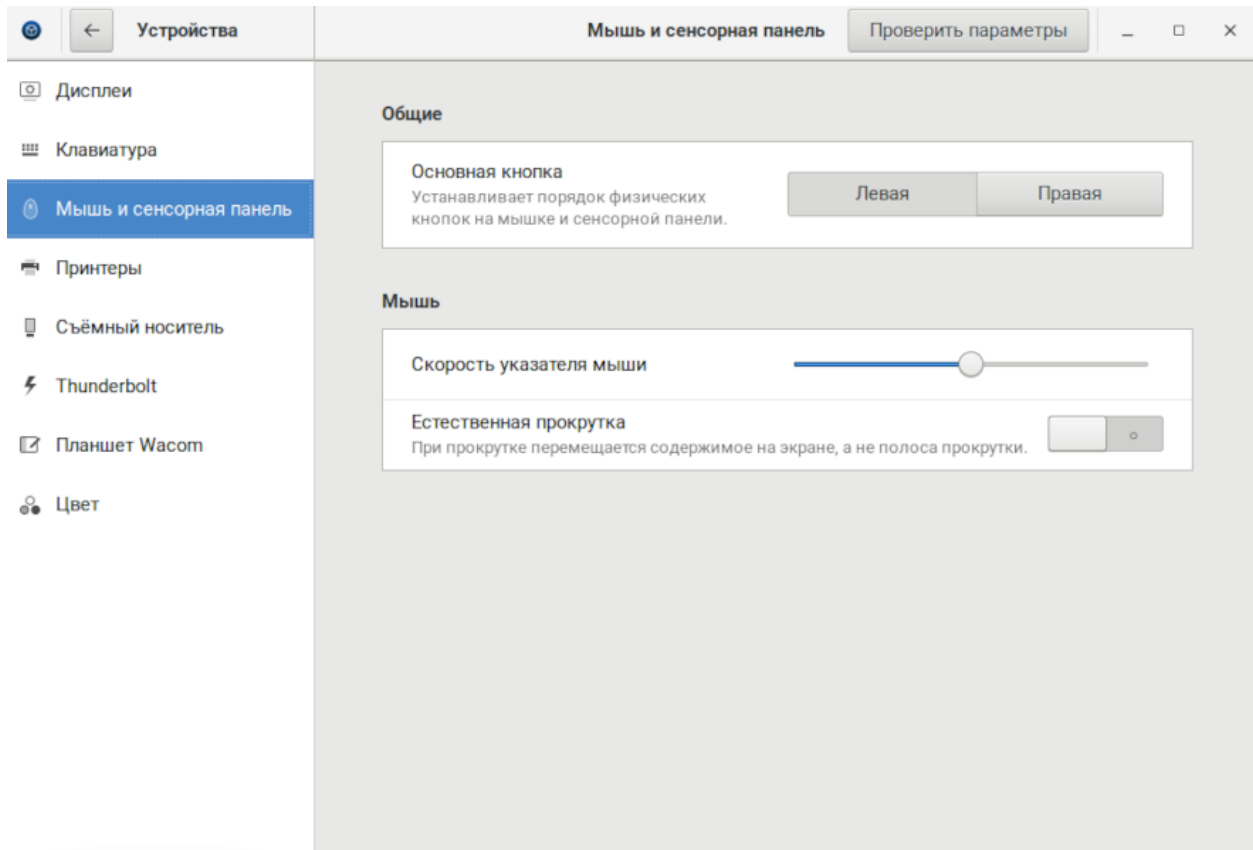 Устройства
Мышь и сенсорная панель
Проверить параметры
Дисплеи
Клавиатура
Мышь и сенсорная панель
Принтеры
Съёмный носитель
Thunderbolt
Планшет Wacom
Цвет
Общие
Основная кнопка
Устанавливает порядок физических
кнопок на мышке и сенсорной панели.
Левая
Правая
Мышь
Скорость указателя мыши
Естественная прокрутка
При прокрутке перемещается содержимое на экране, а не полоса прокрутки.